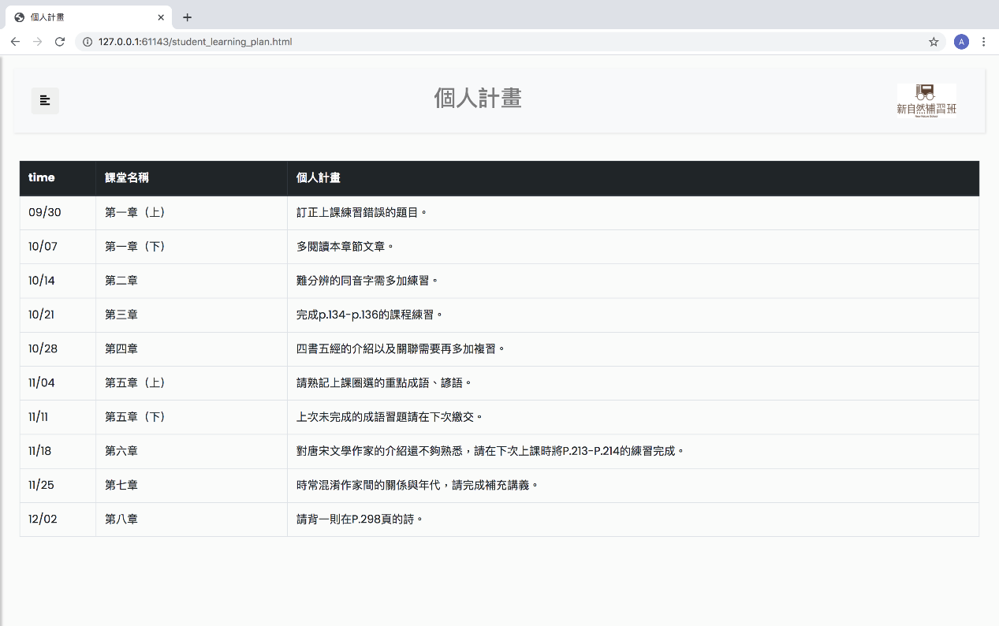 個人計畫
127.0.0.1:61143/student_learning_plan.html
A
個人計畫
新自然補習班
time 課堂名稱 個人計畫
09/30 第一章（上） 訂正上課練習錯誤的題目。
10/07 第一章（下） 多閱讀本章節文章。
10/14 第二章 難分辨的同音字需多加練習。
10/21 第三章 完成p.134-p.136的課程練習。
10/28 第四章 四書五經的介紹以及關聯需要再多加複習。
11/04 第五章（上） 請熟記上課圈選的重點成語、諺語。
11/11 第五章（下） 上次未完成的成語習題請在下次繳交。
11/18 第六章 對唐宋文學作家的介紹還不夠熟悉，請在下次上課時將P.213-P.214的練習完成。
11/25 第七章 時常混淆作家間的關係與年代，請完成補充講義。
12/02 第八章 請背一則在P.298頁的詩。